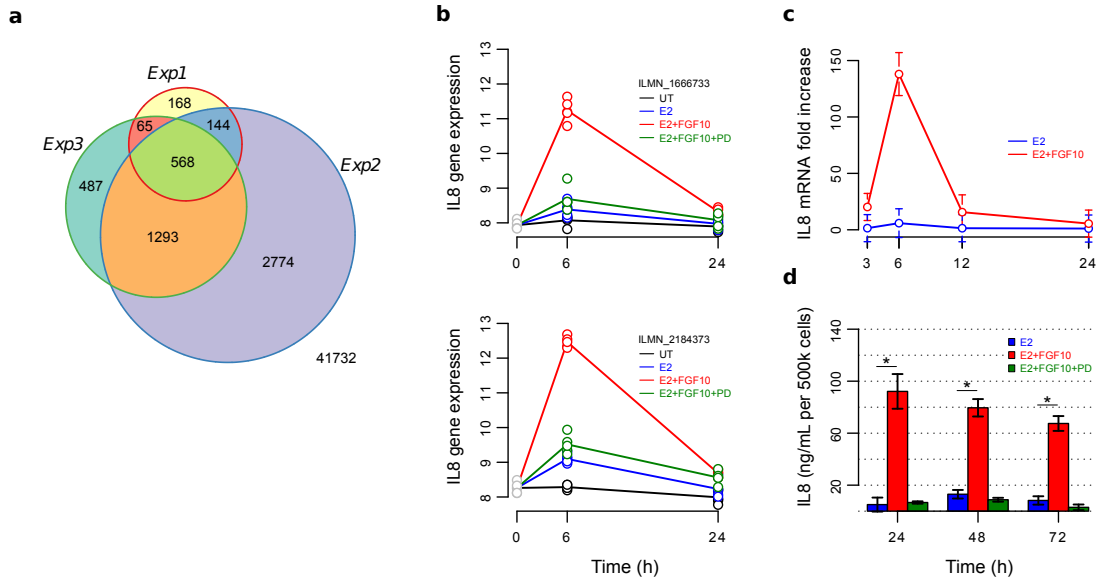 a
Exp1
168
65
144
Exp3
Exp2
568
487
1293
2774
41732
b
IL8 gene expression
13
12
11
10
9
8
0
6
24
ILMN_1666733
UT
E2
E2+FGF10
E2+FGF10+PD
IL8 gene expression
13
12
11
10
9
8
0
6
24
Time (h)
ILMN_2184373
UT
E2
E2+FGF10
E2+FGF10+PD
c
IL8 mRNA fold increase
150
100
50
0
3
6
12
24
E2
E2+FGF10
d
IL8 (ng/mL per 500k cells)
140
100
60
20
E2
E2+FGF10
E2+FGF10+PD
*
*
*
24
48
72
Time (h)